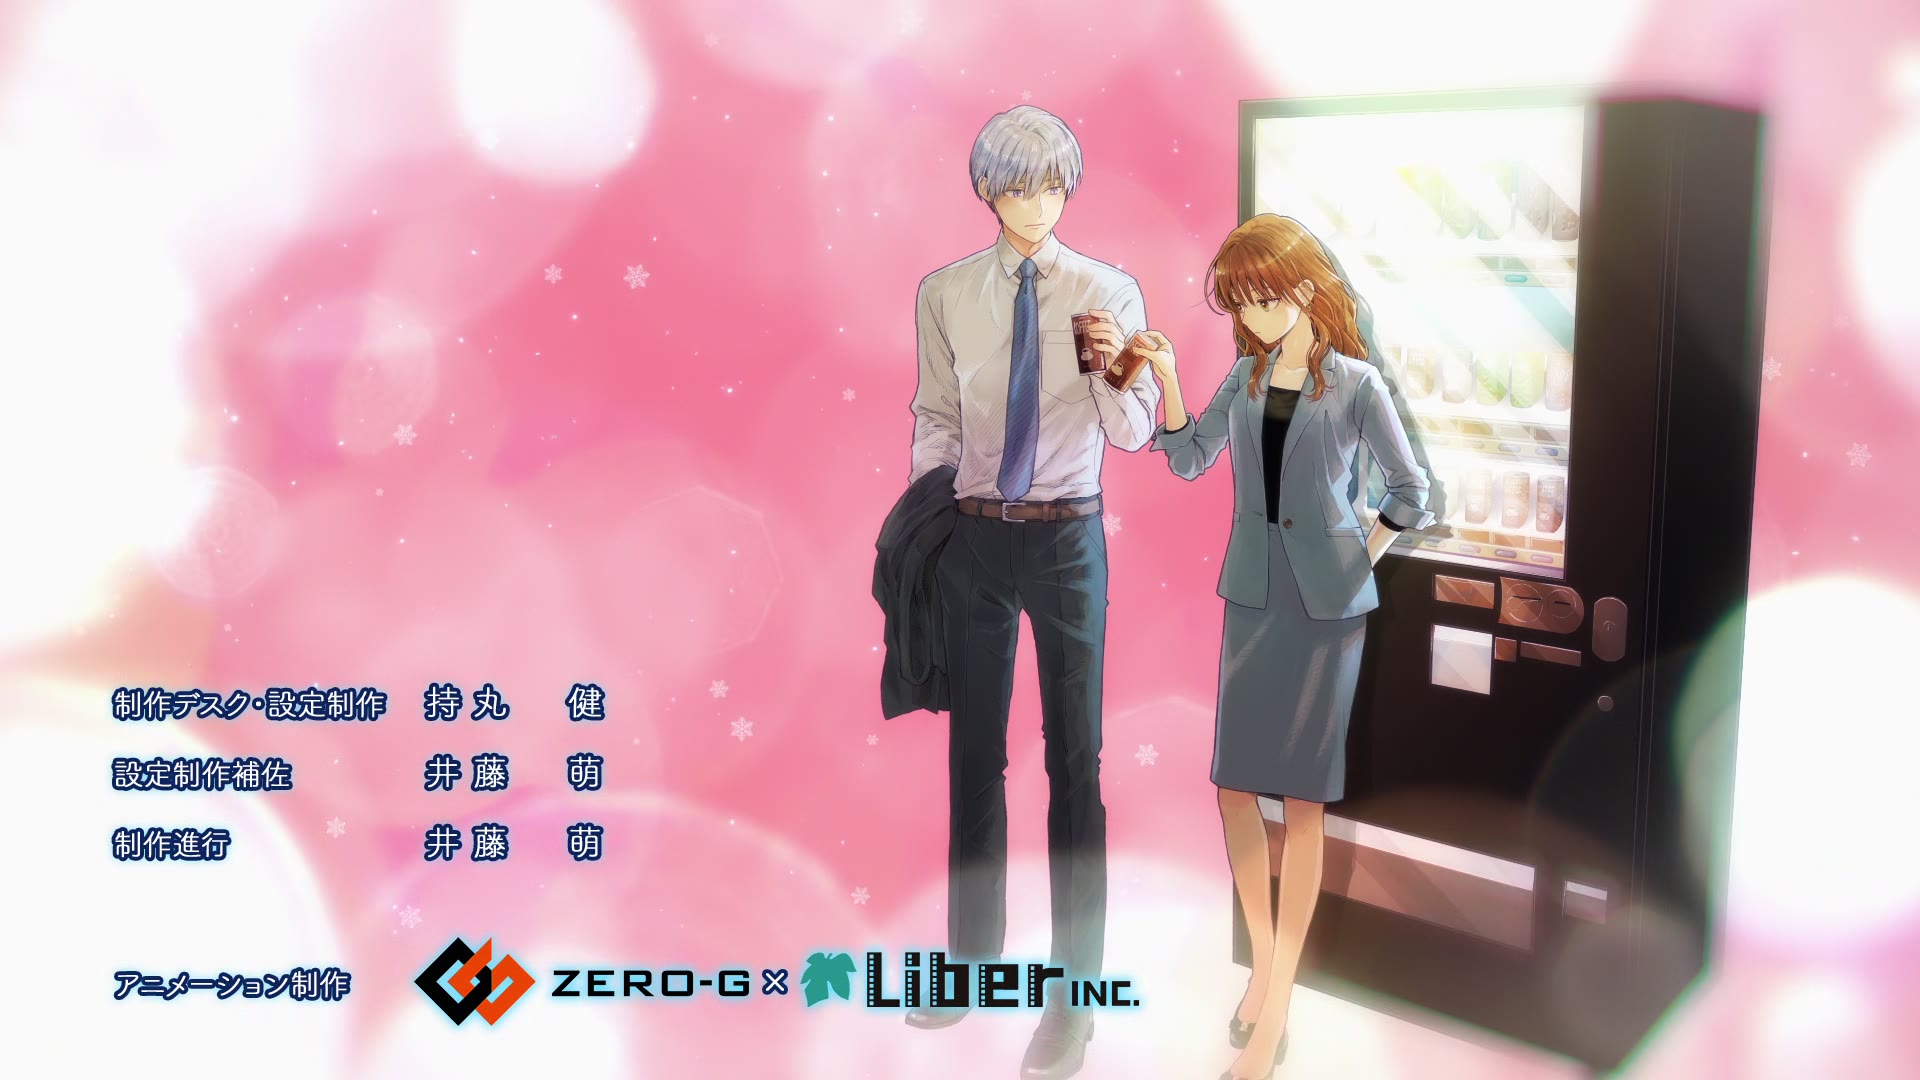 制作デスク・設定制作 持丸 健
設定制作補佐 井藤 萌
制作進行 井藤 萌
アニメーション制作 ZERO-G × Liber INC.